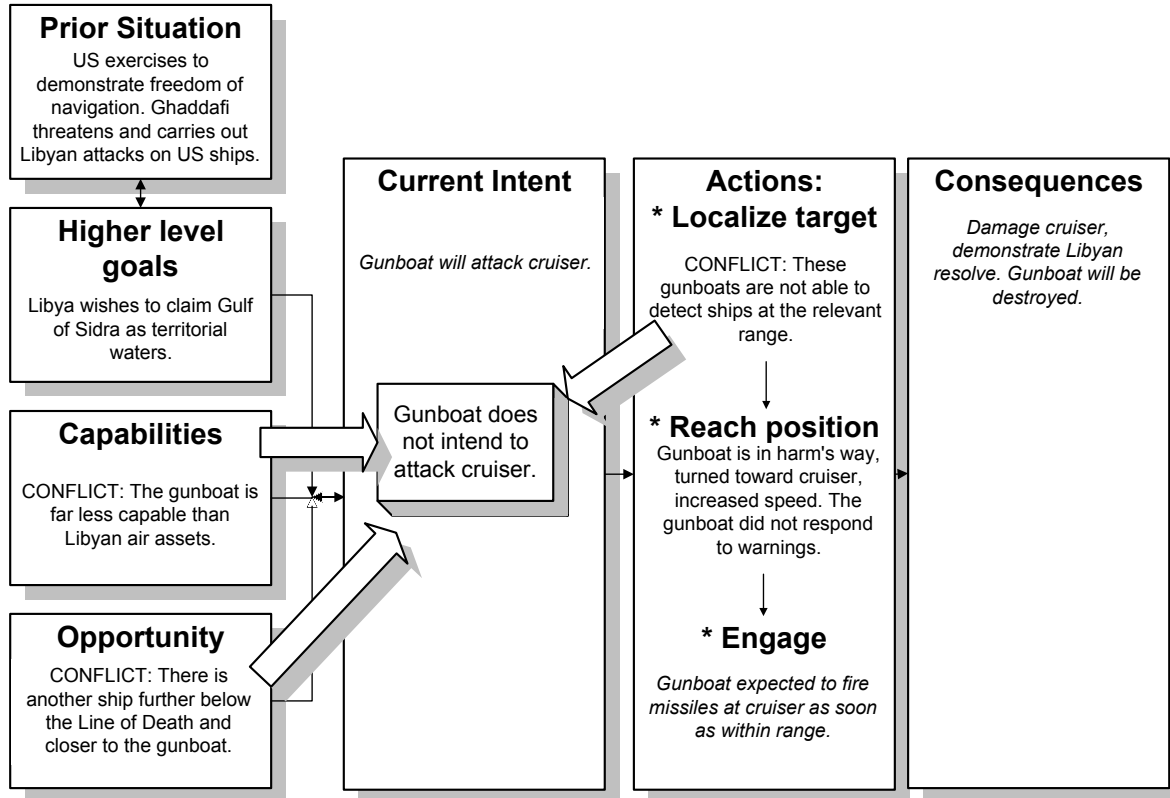 Prior Situation
US exercises to
demonstrate freedom of
navigation. Ghaddafi
threatens and carries out
Libyan attacks on US ships.
Higher level
goals
Libya wishes to claim Gulf
of Sidra as territorial
waters.
Capabilities
CONFLICT: The gunboat is
far less capable than
Libyan air assets.
Opportunity
CONFLICT: There is
another ship further below
the Line of Death and
closer to the gunboat.
Current Intent
Gunboat will attack cruiser.
Gunboat does
not intend to
attack cruiser.
Actions:
* Localize target
CONFLICT: These
gunboats are not able to
detect ships at the relevant
range.
* Reach position
Gunboat is in harm's way,
turned toward cruiser,
increased speed. The
gunboat did not respond
to warnings.
* Engage
Gunboat expected to fire
missiles at cruiser as soon
as within range.
Consequences
Damage cruiser,
demonstrate Libyan
resolve. Gunboat will be
destroyed.